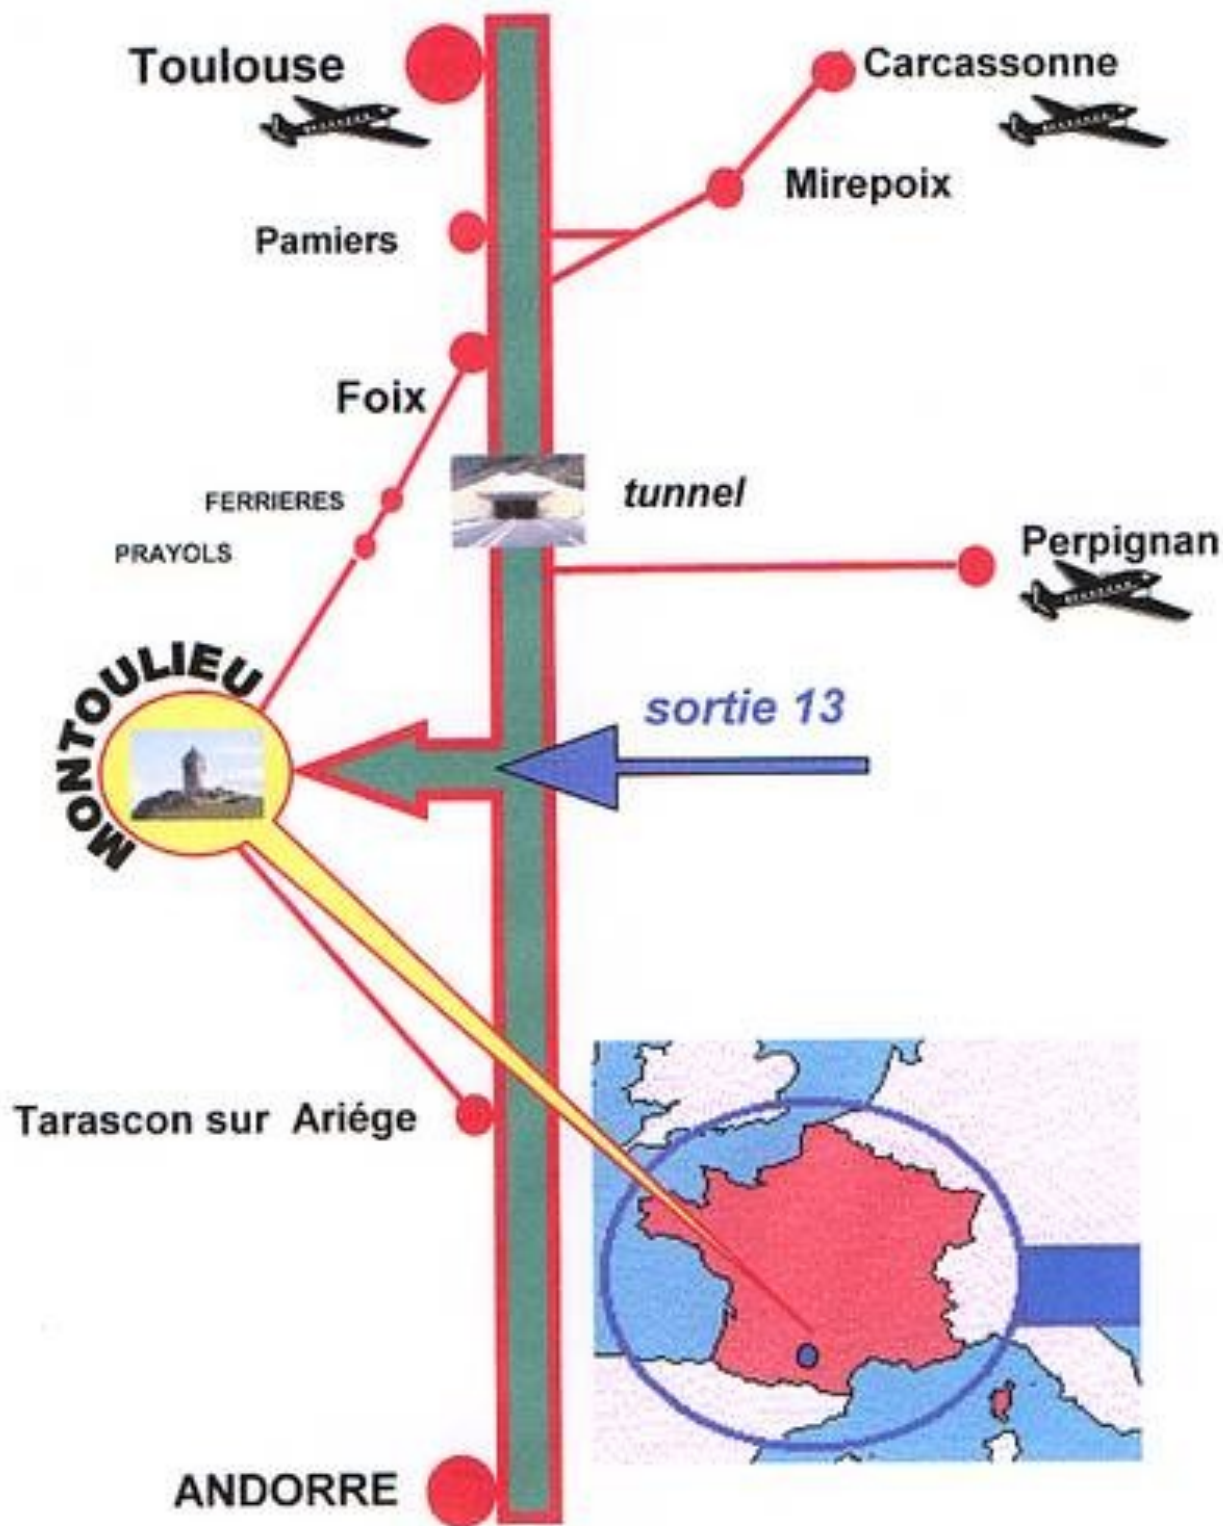 Toulouse
Carcassonne
Mirepoix
Pamiers
Foix
tunnel
FERRIERES
PRAYOLS
Perpignan
MONTOULIEU
sortie 13
Tarascon sur Ariége
ANDORRE